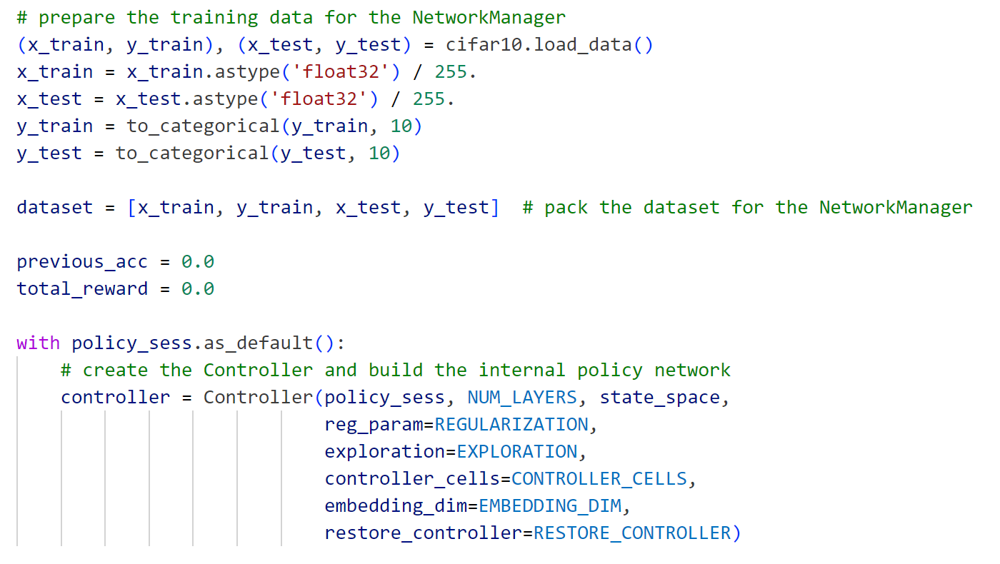 # prepare the training data for the NetworkManager
(x_train, y_train), (x_test, y_test) = cifar10.load_data()
x_train = x_train.astype('float32') / 255.
x_test = x_test.astype('float32') / 255.
y_train = to_categorical(y_train, 10)
y_test = to_categorical(y_test, 10)

dataset = [x_train, y_train, x_test, y_test]  # pack the dataset for the NetworkManager

previous_acc = 0.0
total_reward = 0.0

with policy_sess.as_default():
    # create the Controller and build the internal policy network
    controller = Controller(policy_sess, NUM_LAYERS, state_space,
                            reg_param=REGULARIZATION,
                            exploration=EXPLORATION,
                            controller_cells=CONTROLLER_CELLS,
                            embedding_dim=EMBEDDING_DIM,
                            restore_controller=RESTORE_CONTROLLER)